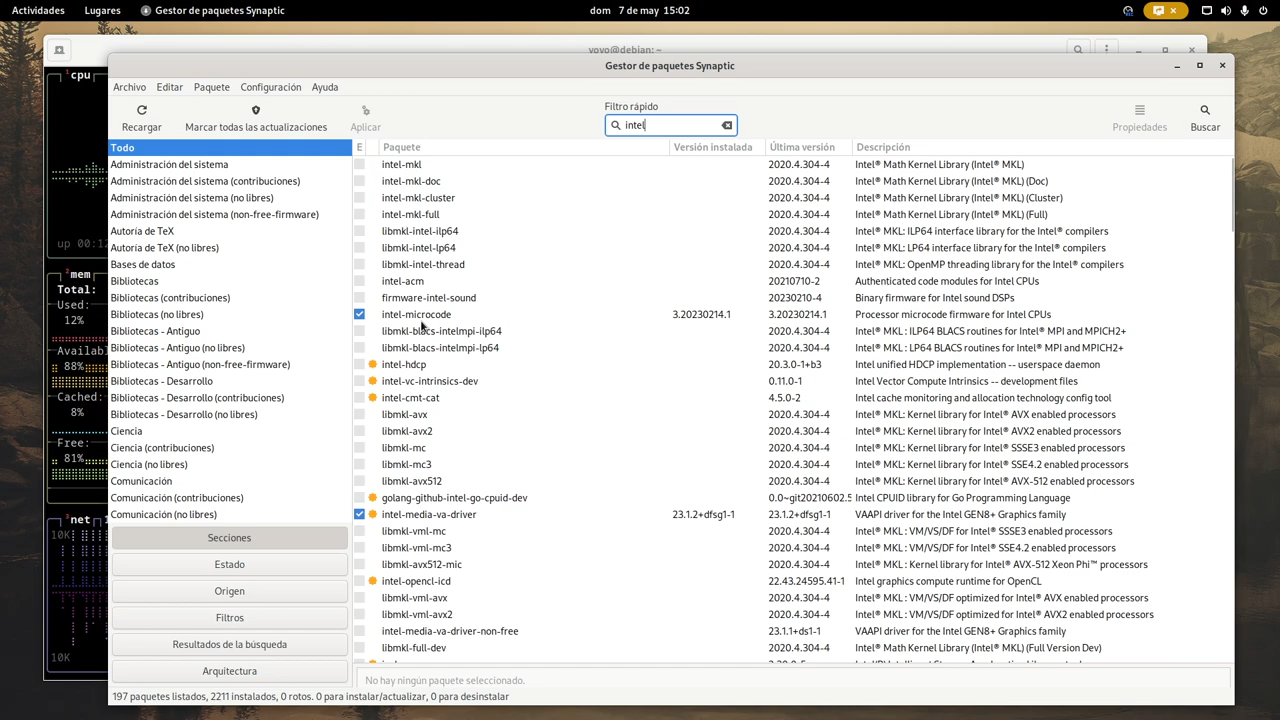 Actividades Lugares Gestor de paquetes Synaptic dom 7 de may 15:02
yoyo@debian: ~
Gestor de paquetes Synaptic
Archivo Editar Paquete Configuración Ayuda
Filtro rápido
Recargar Marcar todas las actualizaciones Aplicar intel Propiedades Buscar
Todo E Paquete Versión instalada Última versión Descripción
Administración del sistema intel-mkl 2020.4.304-4 Intel® Math Kernel Library (Intel® MKL)
Administración del sistema (contribuciones) intel-mkl-doc 2020.4.304-4 Intel® Math Kernel Library (Intel® MKL) (Doc)
Administración del sistema (no libres) intel-mkl-cluster 2020.4.304-4 Intel® Math Kernel Library (Intel® MKL) (Cluster)
Administración del sistema (non-free-firmware) intel-mkl-full 2020.4.304-4 Intel® Math Kernel Library (Intel® MKL) (Full)
Autoría de TeX libmkl-intel-ilp64 2020.4.304-4 Intel® MKL: ILP64 interface library for the Intel® compilers
Autoría de TeX (no libres) libmkl-intel-lp64 2020.4.304-4 Intel® MKL: LP64 interface library for the Intel® compilers
Bases de datos libmkl-intel-thread 2020.4.304-4 Intel® MKL: OpenMP threading library for the Intel® compilers
Bibliotecas intel-acm 20210710-2 Authenticated code modules for Intel CPUs
Bibliotecas (contribuciones) firmware-intel-sound 20230210-4 Binary firmware for Intel sound DSPs
Bibliotecas (no libres) intel-microcode 3.20230214.1 3.20230214.1 Processor microcode firmware for Intel CPUs
Bibliotecas - Antiguo libmkl-blacs-intelmpi-ilp64 2020.4.304-4 Intel® MKL : ILP64 BLACS routines for Intel® MPI and MPICH2+
Bibliotecas - Antiguo (no libres) libmkl-blacs-intelmpi-lp64 2020.4.304-4 Intel® MKL : LP64 BLACS routines for Intel® MPI and MPICH2+
Bibliotecas - Antiguo (non-free-firmware) intel-hdcp 20.3.0-1+b3 Intel unified HDCP implementation -- userspace daemon
Bibliotecas - Desarrollo intel-vc-intrinsics-dev 0.11.0-1 Intel Vector Compute Intrinsics -- development files
Bibliotecas - Desarrollo (contribuciones) intel-cmt-cat 4.5.0-2 Intel cache monitoring and allocation technology config tool
Bibliotecas - Desarrollo (no libres) libmkl-avx 2020.4.304-4 Intel® MKL: Kernel library for Intel® AVX enabled processors
Ciencia libmkl-avx2 2020.4.304-4 Intel® MKL: Kernel library for Intel® AVX2 enabled processors
Ciencia (contribuciones) libmkl-mc 2020.4.304-4 Intel® MKL: Kernel library for Intel® SSSE3 enabled processors
Ciencia (no libres) libmkl-mc3 2020.4.304-4 Intel® MKL: Kernel library for Intel® SSE4.2 enabled processors
Comunicación libmkl-avx512 2020.4.304-4 Intel® MKL: Kernel library for Intel® AVX-512 enabled processors
Comunicación (contribuciones) golang-github-intel-go-cpuid-dev 0.0~git20210602.5 Intel CPUID library for Go Programming Language
Comunicación (no libres) intel-media-va-driver 23.1.2+dfsg1-1 23.1.2+dfsg1-1 VAAPI driver for the Intel GEN8+ Graphics family
libmkl-vml-mc 2020.4.304-4 Intel® MKL : VM/VS/DF for Intel® SSSE3 enabled processors
Secciones
libmkl-vml-mc3 2020.4.304-4 Intel® MKL : VM/VS/DF for Intel® SSE4.2 enabled processors
Estado libmkl-avx512-mic 2020.4.304-4 Intel® MKL : Kernel library for Intel® AVX-512 Xeon Phi™ processors
intel-opencl-icd 22.43.24595.41-1 Intel graphics compute runtime for OpenCL
Origen
libmkl-vml-avx 2020.4.304-4 Intel® MKL : VM/VS/DF optimized for Intel® AVX enabled processors
Filtros libmkl-vml-avx2 2020.4.304-4 Intel® MKL : VM/VS/DF optimized for Intel® AVX2 enabled processors
intel-media-va-driver-non-free 23.1.1+ds1-1 VAAPI driver for the Intel GEN8+ Graphics family
Resultados de la búsqueda libmkl-full-dev 2020.4.304-4 Intel® Math Kernel Library (Intel® MKL) (Full Version Dev)
Arquitectura
No hay ningún paquete seleccionado.
197 paquetes listados, 2211 instalados, 0 rotos. 0 para instalar/actualizar, 0 para desinstalar
¹cpu
up 00:12
²mem
Total:
Used:
12%
Availab
88%
Cached:
8%
Free:
81%
³net
10K
10K